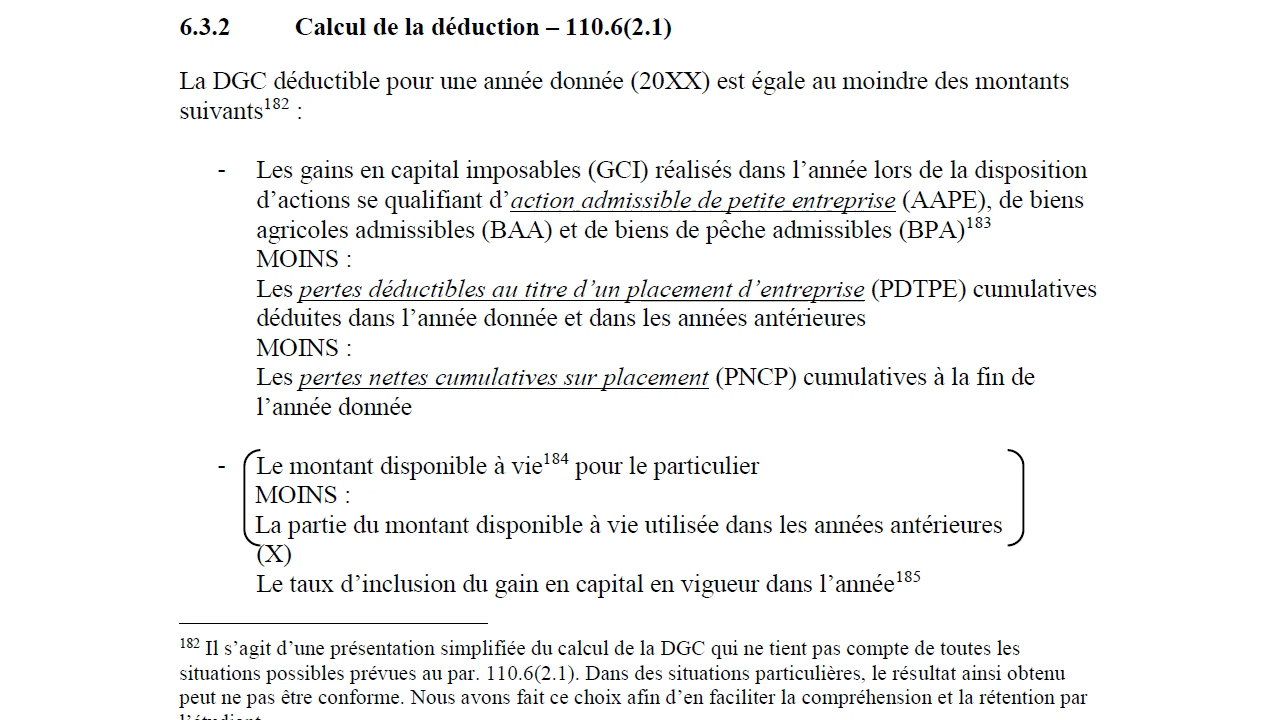 6.3.2 Calcul de la déduction – 110.6(2.1)
La DGC déductible pour une année donnée (20XX) est égale au moindre des montants
suivants182 :
- Les gains en capital imposables (GCI) réalisés dans l’année lors de la disposition
d’actions se qualifiant d’action admissible de petite entreprise (AAPE), de biens
agricoles admissibles (BAA) et de biens de pêche admissibles (BPA)183
MOINS :
Les pertes déductibles au titre d’un placement d’entreprise (PDTPE) cumulatives
déduites dans l’année donnée et dans les années antérieures
MOINS :
Les pertes nettes cumulatives sur placement (PNCP) cumulatives à la fin de
l’année donnée
- Le montant disponible à vie184 pour le particulier
MOINS :
La partie du montant disponible à vie utilisée dans les années antérieures
(X)
Le taux d’inclusion du gain en capital en vigueur dans l’année185
182 Il s’agit d’une présentation simplifiée du calcul de la DGC qui ne tient pas compte de toutes les
situations possibles prévues au par. 110.6(2.1). Dans des situations particulières, le résultat ainsi obtenu
peut ne pas être conforme. Nous avons fait ce choix afin d’en faciliter la compréhension et la rétention par